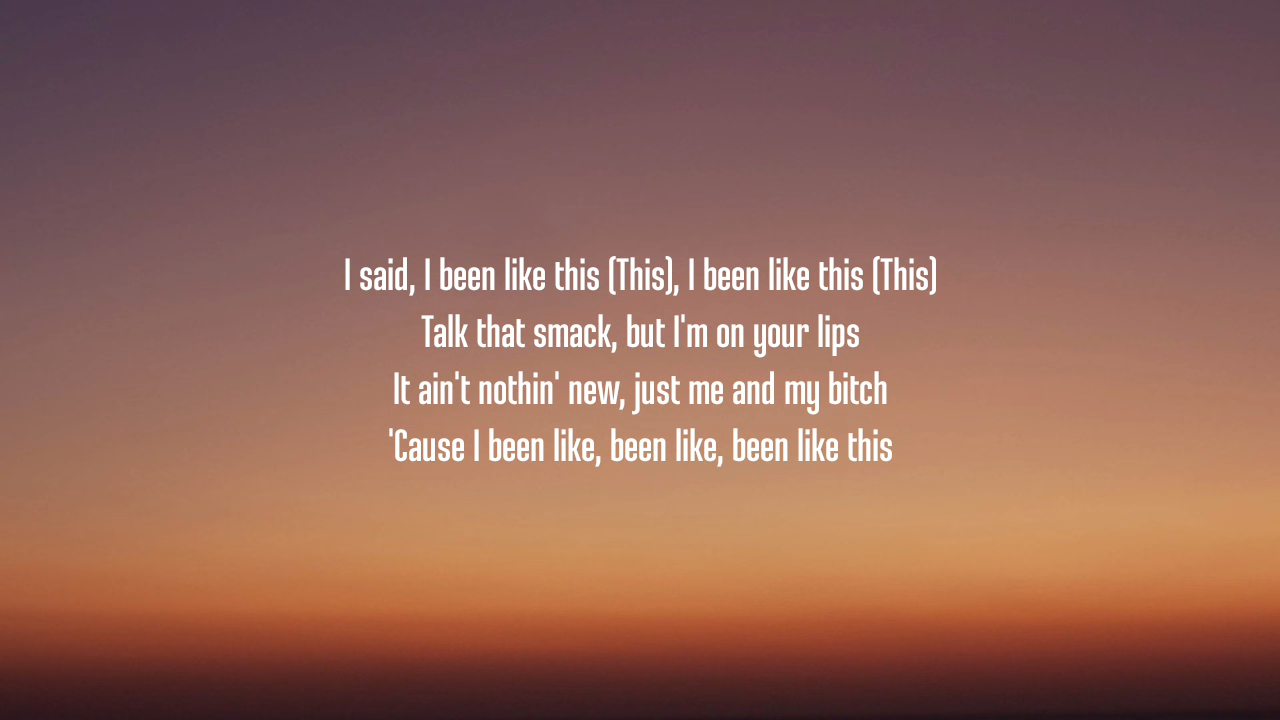 I said, I been like this (This), I been like this (This)
Talk that smack, but I'm on your lips
It ain't nothin' new, just me and my bitch
'Cause I been like, been like, been like this